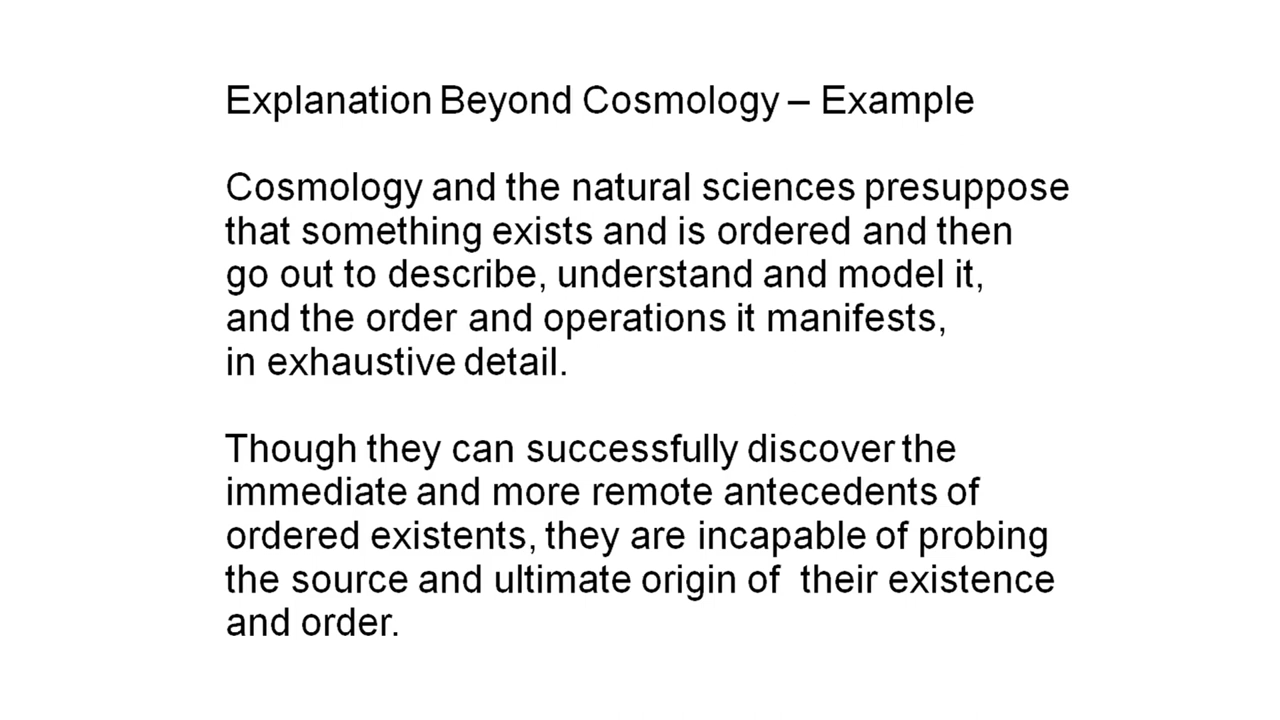 Explanation Beyond Cosmology – Example
Cosmology and the natural sciences presuppose
that something exists and is ordered and then
go out to describe, understand and model it,
and the order and operations it manifests,
in exhaustive detail.
Though they can successfully discover the
immediate and more remote antecedents of
ordered existents, they are incapable of probing
the source and ultimate origin of  their existence
and order.